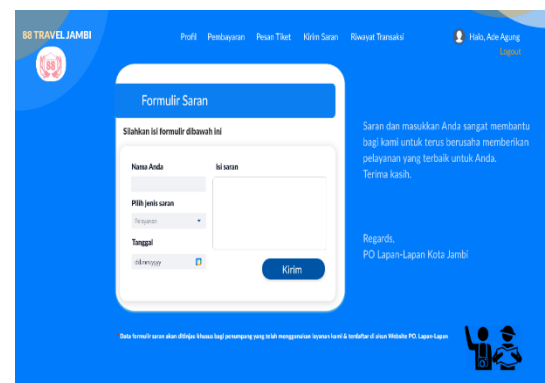 88 TRAVEL JAMBI
Profil Pembayaran Pesan Tiket Kirim Saran Riwayat Transaksi
Halo, Ade Agung
Logout
88
Formulir Saran
Silahkan isi formulir dibawah ini
Nama Anda
Isi saran
Pilih jenis saran
Pelayanan
Tanggal
dd/mm/yyyy
Kirim
Saran dan masukkan Anda sangat membantu
bagi kami untuk terus berusaha memberikan
pelayanan yang terbaik untuk Anda.
Terima kasih.
Regards,
PO Lapan-Lapan Kota Jambi
Data formulir saran akan ditinjau khusus bagi penumpang yang telah menggunakan layanan kami & terdaftar di akun Website PO. Lapan-Lapan